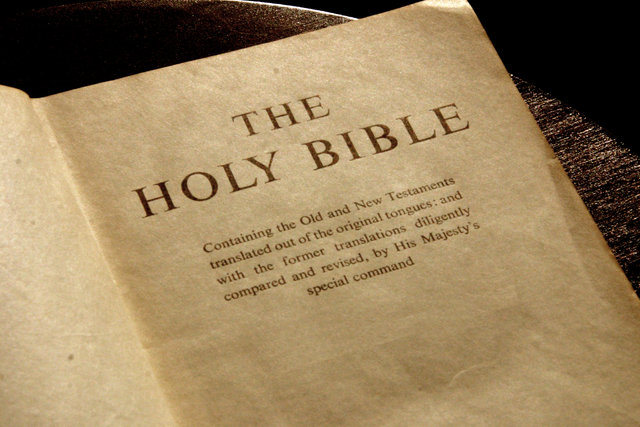 THE
HOLY BIBLE
Containing the Old and New Testaments
translated out of the original tongues: and
with the former translations diligently
compared and revised, by His Majesty's
special command